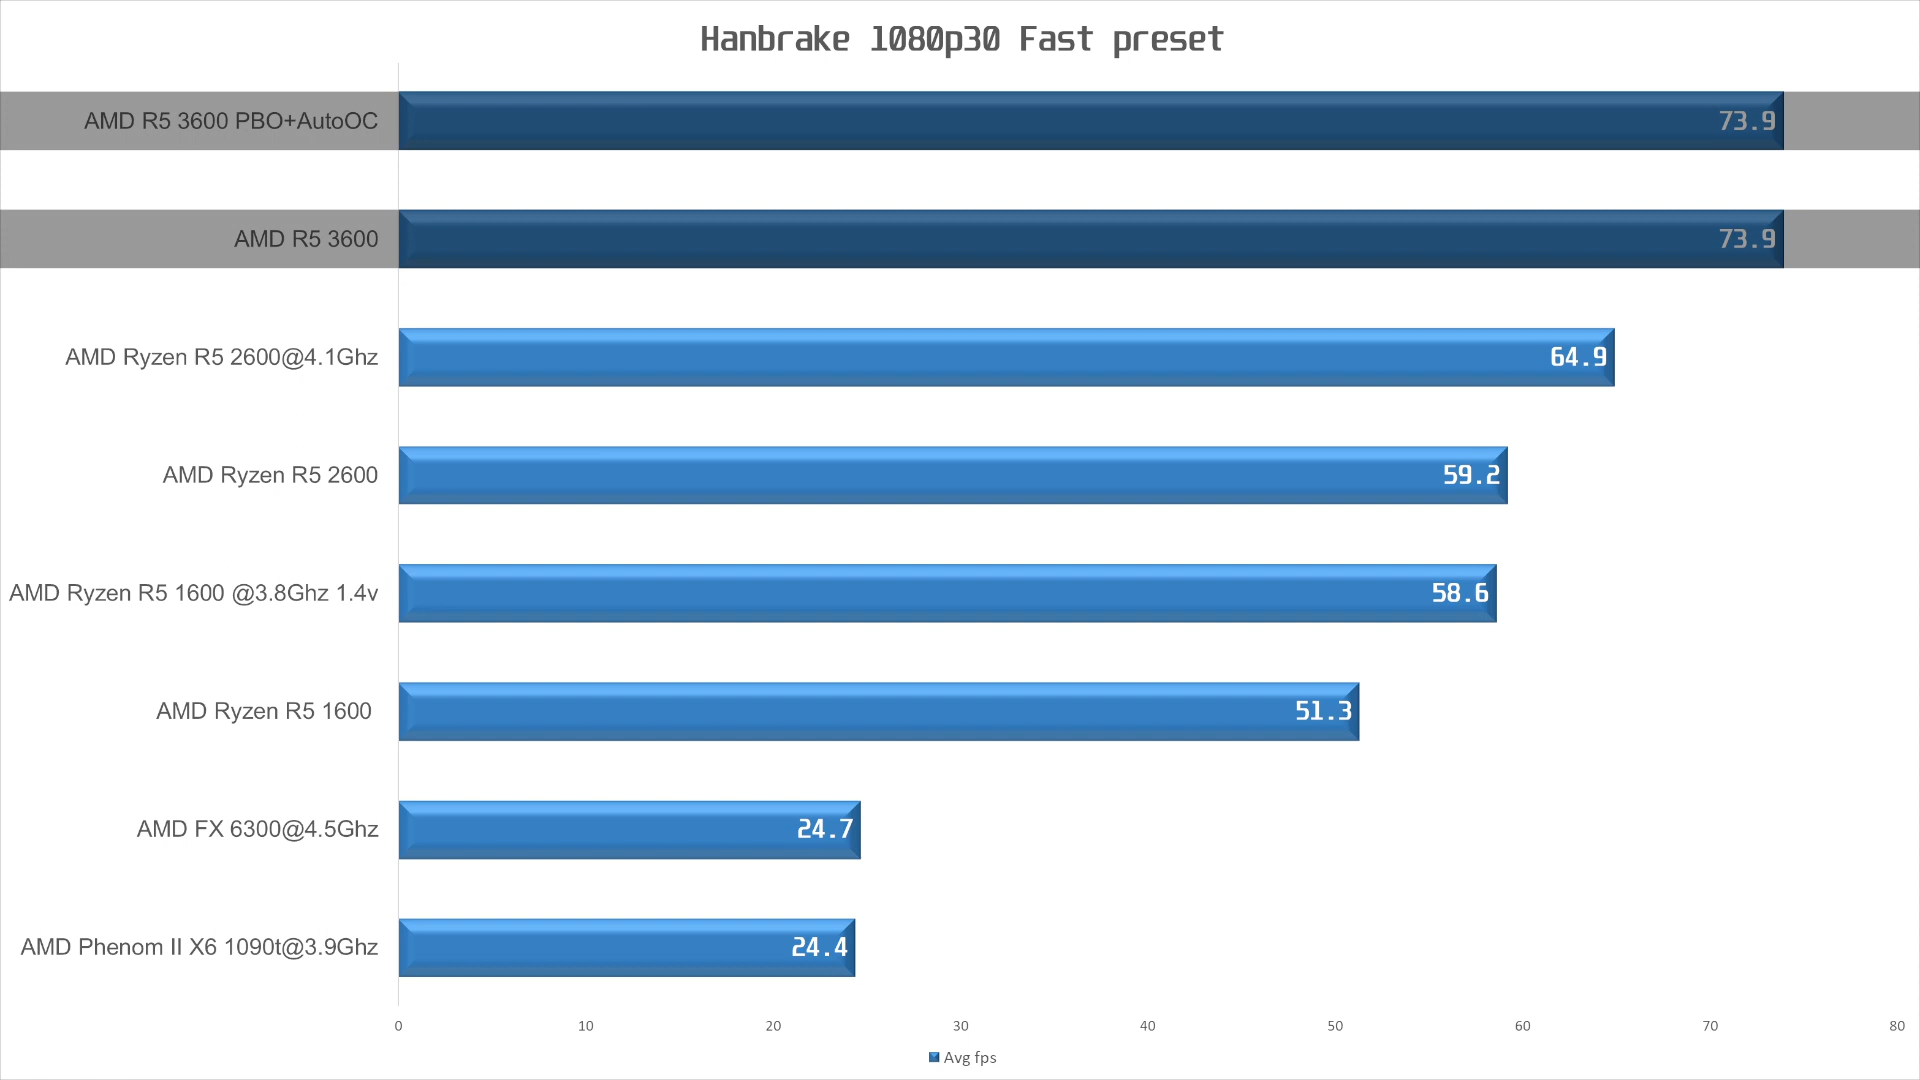 Hanbrake 1080p30 Fast preset
AMD R5 3600 PBO+AutoOC 73.9
AMD R5 3600 73.9
AMD Ryzen R5 2600@4.1Ghz 64.9
AMD Ryzen R5 2600 59.2
AMD Ryzen R5 1600 @3.8Ghz 1.4v 58.6
AMD Ryzen R5 1600 51.3
AMD FX 6300@4.5Ghz 24.7
AMD Phenom II X6 1090t@3.9Ghz 24.4
0 10 20 30 40 50 60 70 80
Avg fps